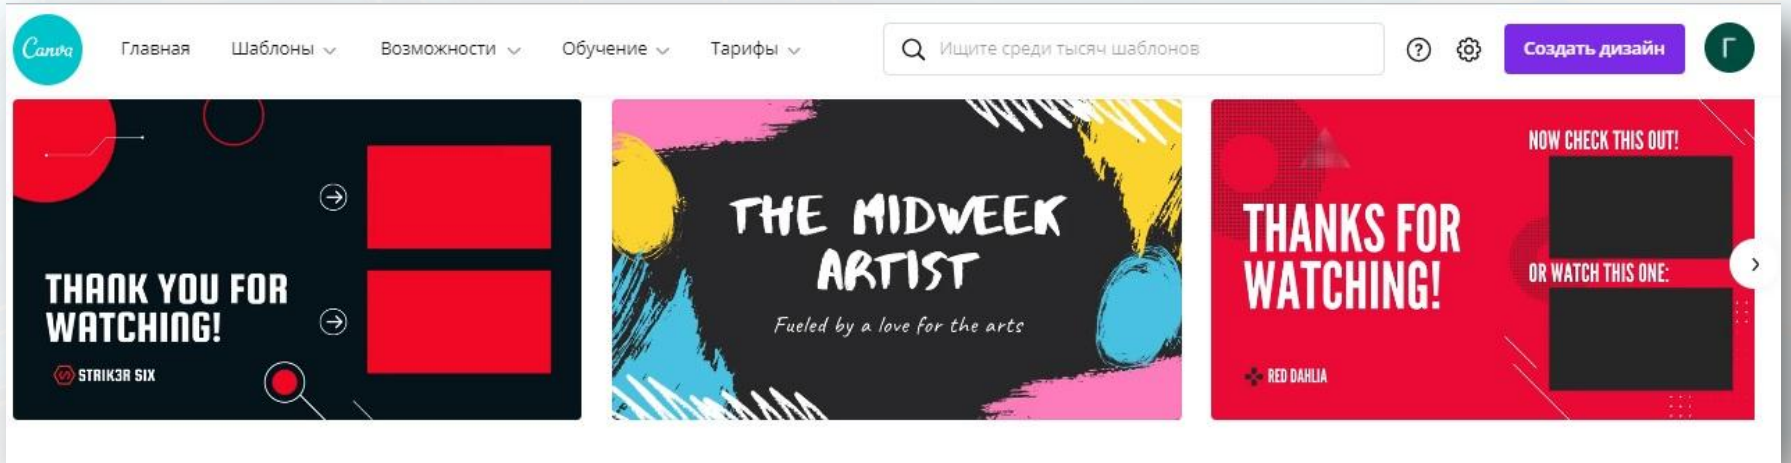 Canva
Главная
Шаблоны
Возможности
Обучение
Тарифы
Ищите среди тысяч шаблонов
?
Создать дизайн
Г
THANK YOU FOR
WATCHING!
STRIK3R SIX
THE MIDWEEK
ARTIST
Fueled by a love for the arts
NOW CHECK THIS OUT!
THANKS FOR
WATCHING!
OR WATCH THIS ONE:
RED DAHLIA